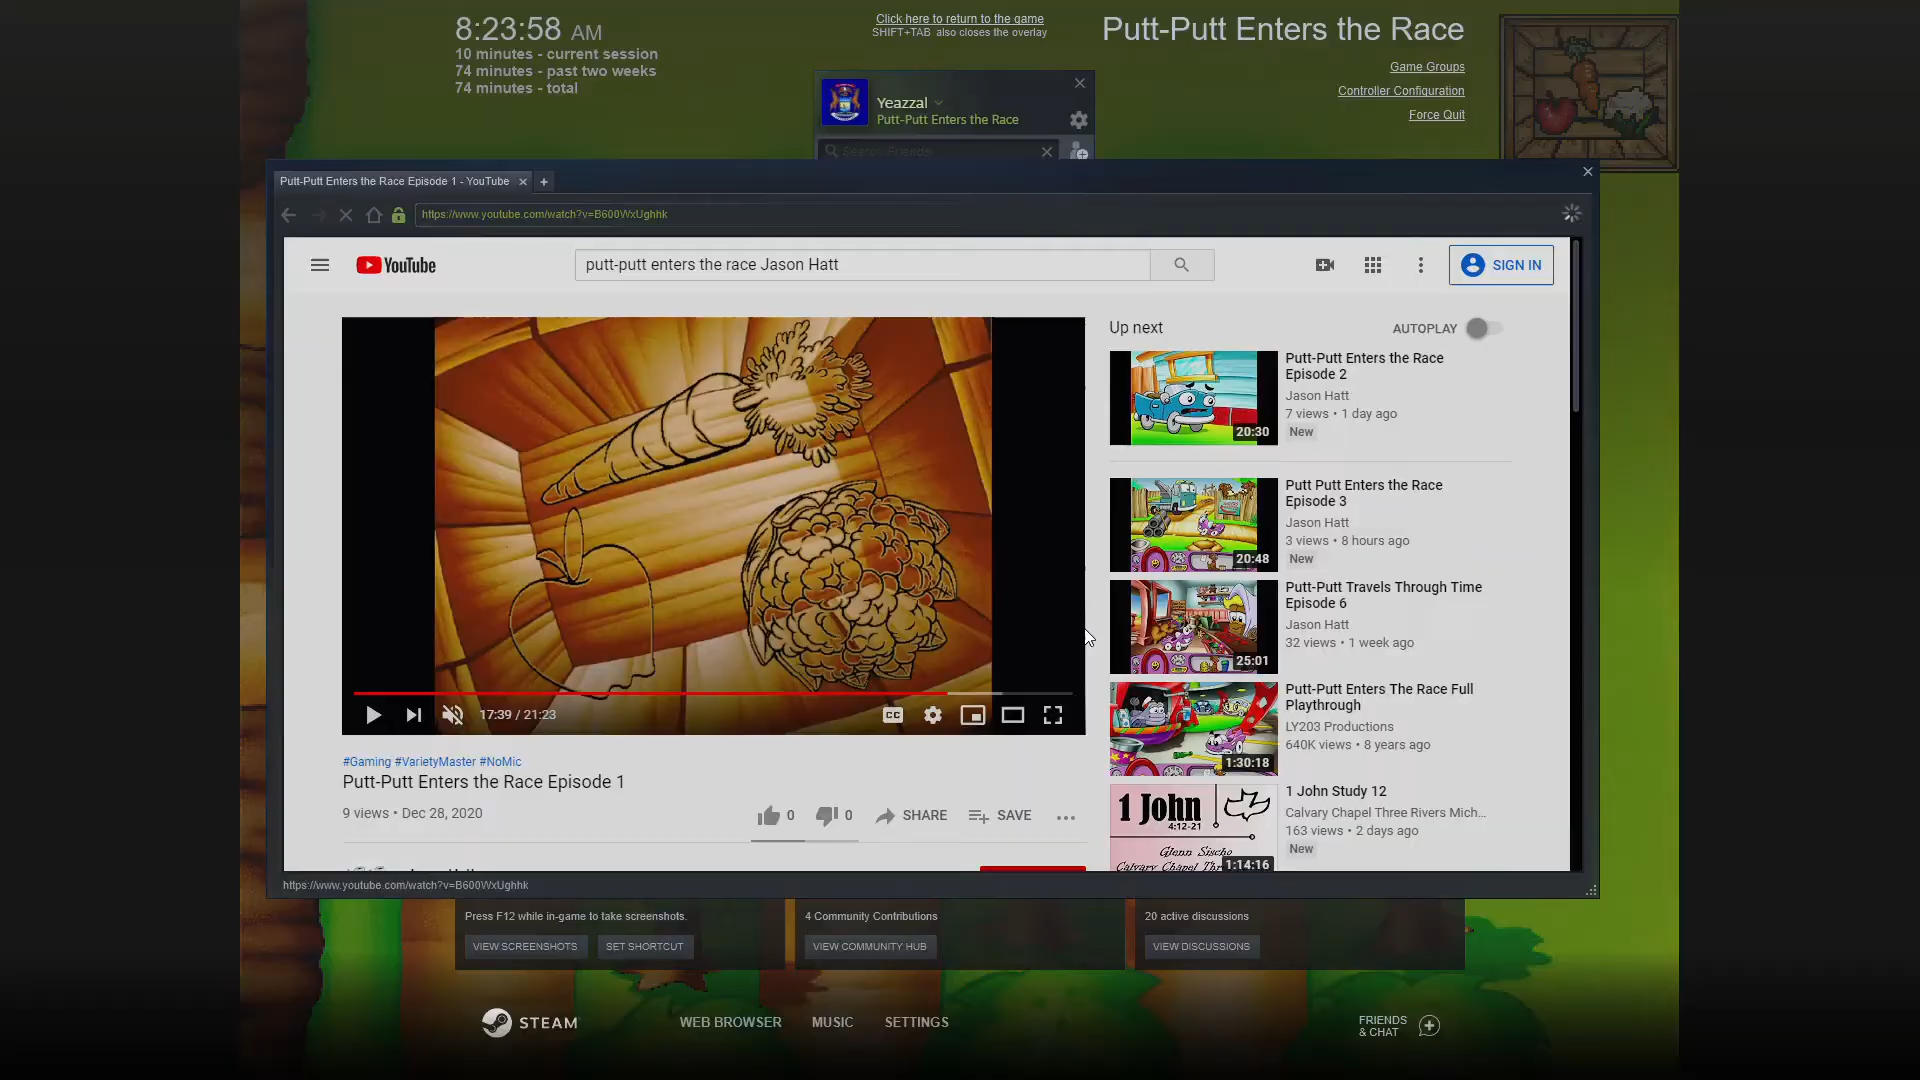 8:23:58 AM
10 minutes - current session
74 minutes - past two weeks
74 minutes - total
Click here to return to the game
SHIFT+TAB also closes the overlay
Putt-Putt Enters the Race
Game Groups
Controller Configuration
Force Quit
Yeazzal
Putt-Putt Enters the Race
Search Friends
Putt-Putt Enters the Race Episode 1 - YouTube
https://www.youtube.com/watch?v=B600WxUghhk
YouTube
putt-putt enters the race Jason Hatt
SIGN IN
17:39 / 21:23
CC
#Gaming #VarietyMaster #NoMic
Putt-Putt Enters the Race Episode 1
9 views • Dec 28, 2020
0
0
SHARE
SAVE
Up next
AUTOPLAY
20:30
Putt-Putt Enters the Race
Episode 2
Jason Hatt
7 views • 1 day ago
New
20:48
Putt Putt Enters the Race
Episode 3
Jason Hatt
3 views • 8 hours ago
New
25:01
Putt-Putt Travels Through Time
Episode 6
Jason Hatt
32 views • 1 week ago
1:30:18
Putt-Putt Enters The Race Full
Playthrough
LY203 Productions
640K views • 8 years ago
1 John
4:12-21
Glenn Sischo
1:14:16
1 John Study 12
Calvary Chapel Three Rivers Mich...
163 views • 2 days ago
New
https://www.youtube.com/watch?v=B600WxUghhk
Press F12 while in-game to take screenshots.
VIEW SCREENSHOTS
SET SHORTCUT
4 Community Contributions
VIEW COMMUNITY HUB
20 active discussions
VIEW DISCUSSIONS
STEAM
WEB BROWSER
MUSIC
SETTINGS
FRIENDS
& CHAT